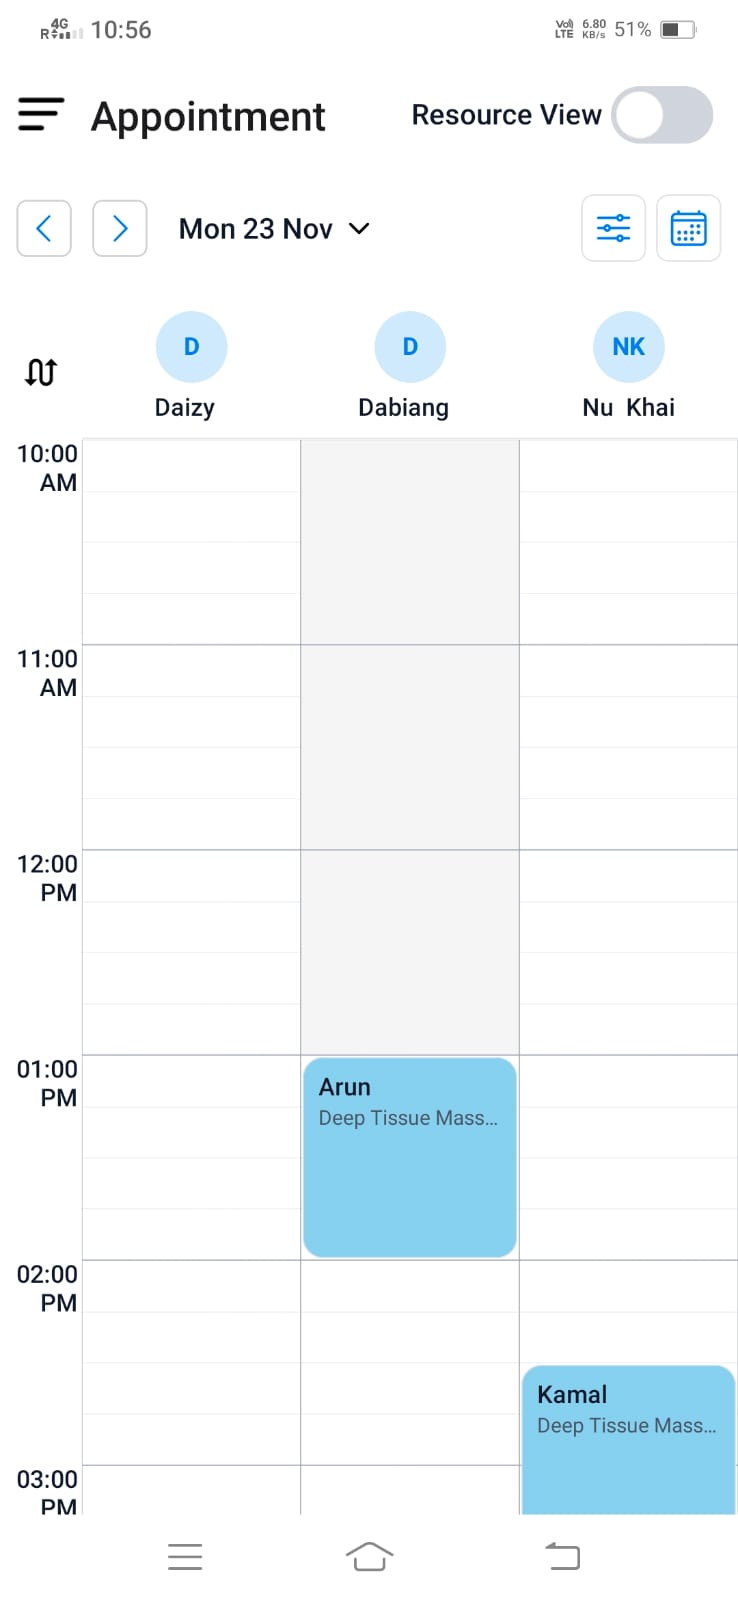 4G
R
10:56
Vo)
LTE
6.80
KB/s
51%
Appointment
Resource View
Mon 23 Nov
D
D
NK
Daizy
Dabiang
Nu Khai
10:00
AM
11:00
AM
12:00
PM
01:00
PM
Arun
Deep Tissue Mass...
02:00
PM
Kamal
Deep Tissue Mass...
03:00
PM